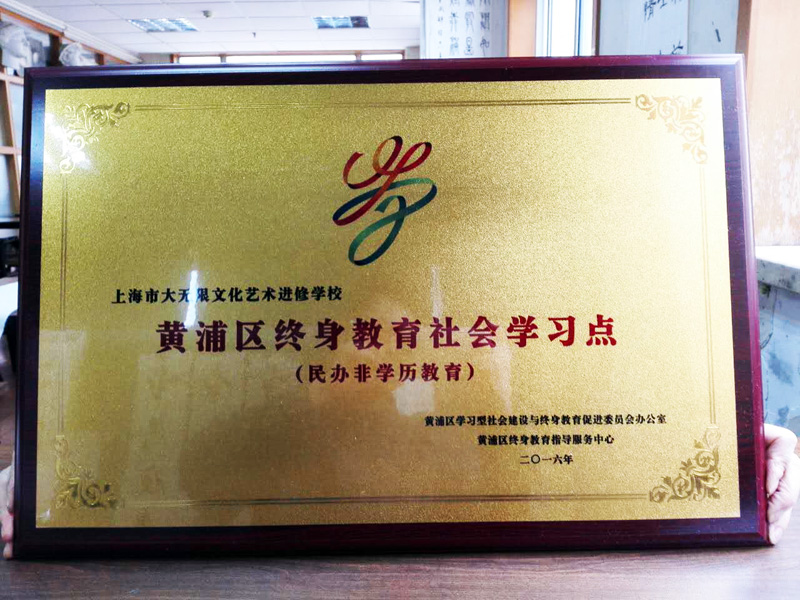 上海市大无限文化艺术进修学校
黄浦区终身教育社会学习点
（民办非学历教育）
黄浦区学习型社会建设与终身教育促进委员会办公室
黄浦区终身教育指导服务中心
二〇一六年